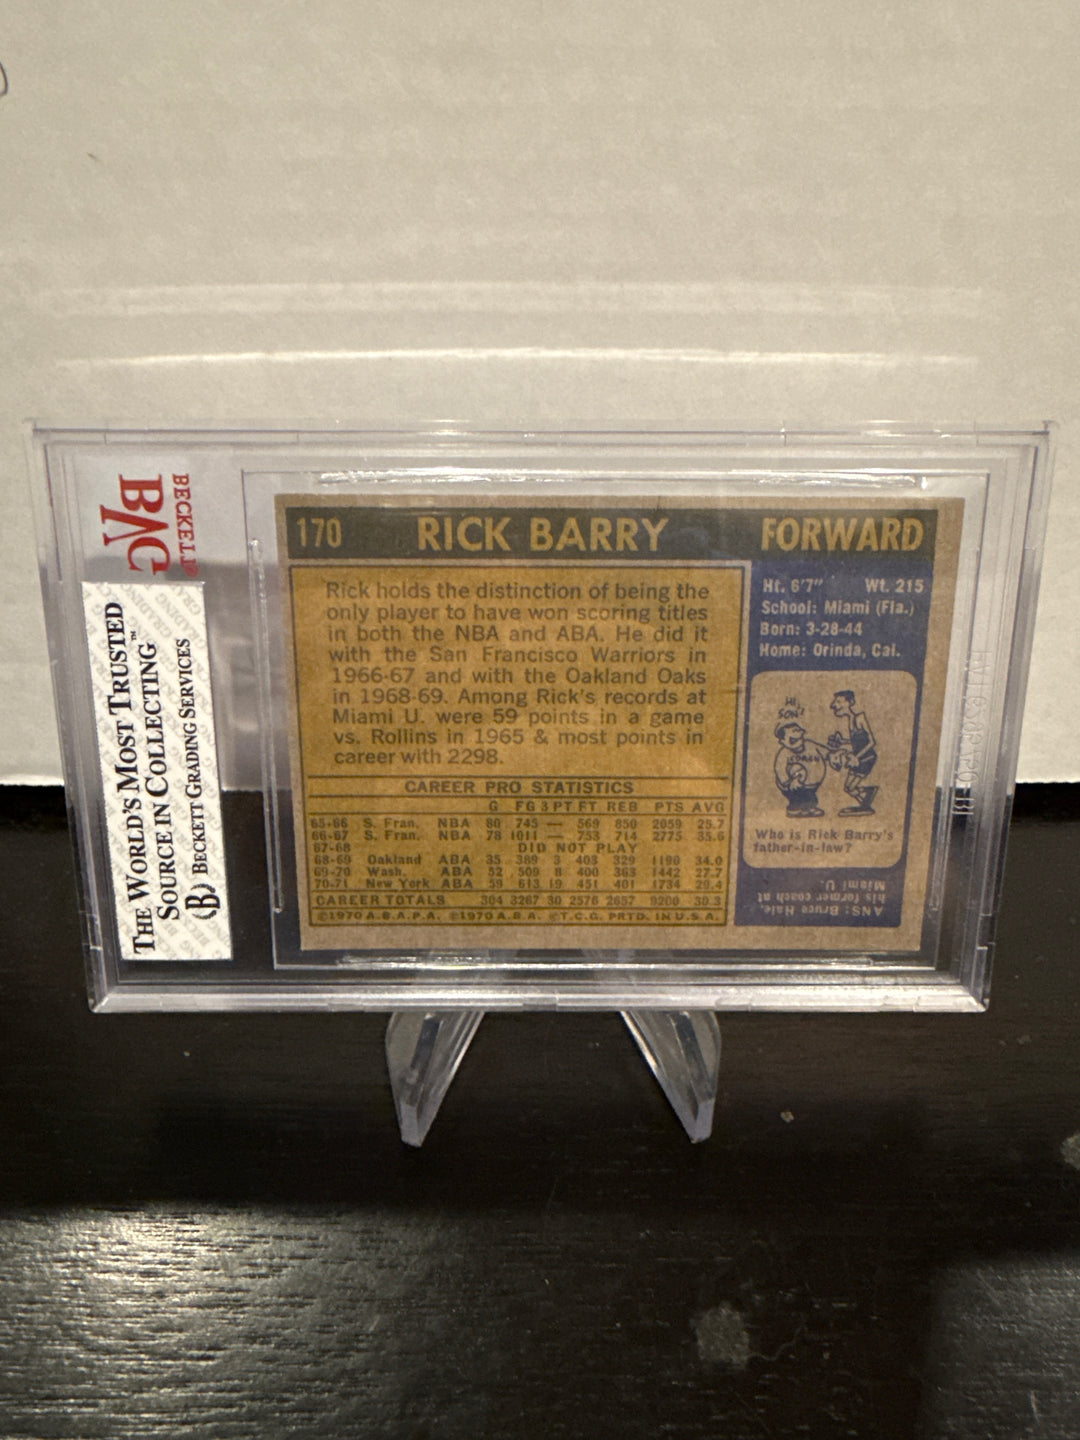 BVG
BECKETT
THE WORLD'S MOST TRUSTED™
SOURCE IN COLLECTING
BECKETT GRADING SERVICES
170 RICK BARRY FORWARD
Rick holds the distinction of being the
only player to have won scoring titles
in both the NBA and ABA. He did it
with the San Francisco Warriors in
1966-67 and with the Oakland Oaks
in 1968-69. Among Rick's records at
Miami U. were 59 points in a game
vs. Rollins in 1965 & most points in
career with 2298.
CAREER PRO STATISTICS
G FG 3 PT FT REB PTS AVG
65-66 S. Fran. NBA 80 745 — 569 850 2059 25.7
66-67 S. Fran. NBA 78 1011 — 753 714 2775 35.6
67-68 DID NOT PLAY
68-69 Oakland ABA 35 389 3 403 329 1190 34.0
69-70 Wash. ABA 52 509 8 400 363 1442 27.7
70-71 New York ABA 59 613 19 451 401 1734 29.4
CAREER TOTALS 304 3267 30 2576 2657 9200 30.3
©1970 A.B.A.P.A. ©1970 A.B.A. ©T.C.G. PRTD. IN U.S.A.
Ht. 6'7" Wt. 215
School: Miami (Fla.)
Born: 3-28-44
Home: Orinda, Cal.
HI,
SON!
COACH
Who is Rick Barry's
father-in-law?
ANS: Bruce Hale,
his former coach at
Miami U.